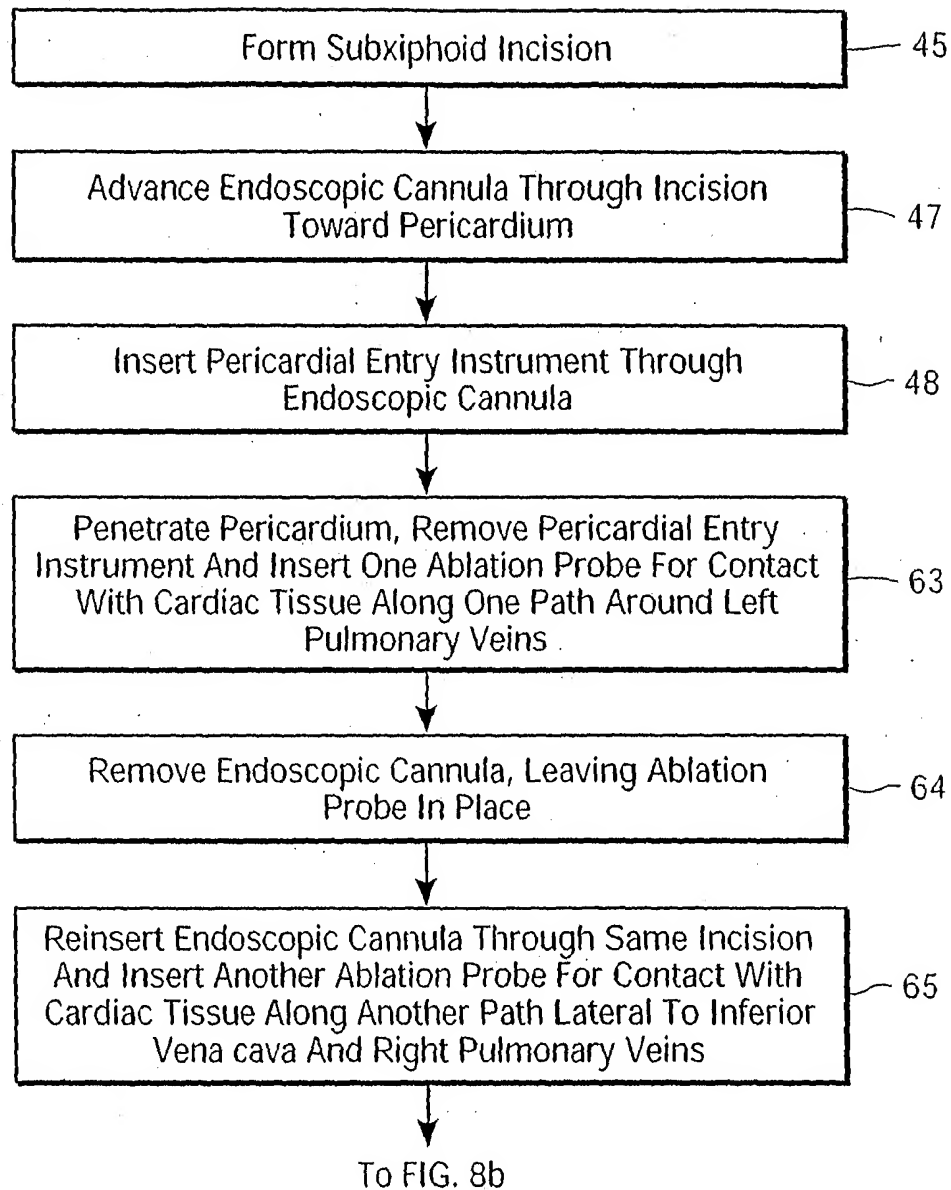 Form Subxiphoid Incision
45
Advance Endoscopic Cannula Through Incision
Toward Pericardium
47
Insert Pericardial Entry Instrument Through
Endoscopic Cannula
48
Penetrate Pericardium, Remove Pericardial Entry
Instrument And Insert One Ablation Probe For Contact
With Cardiac Tissue Along One Path Around Left
Pulmonary Veins
63
Remove Endoscopic Cannula, Leaving Ablation
Probe In Place
64
Reinsert Endoscopic Cannula Through Same Incision
And Insert Another Ablation Probe For Contact With
Cardiac Tissue Along Another Path Lateral To Inferior
Vena cava And Right Pulmonary Veins
65
To FIG. 8b